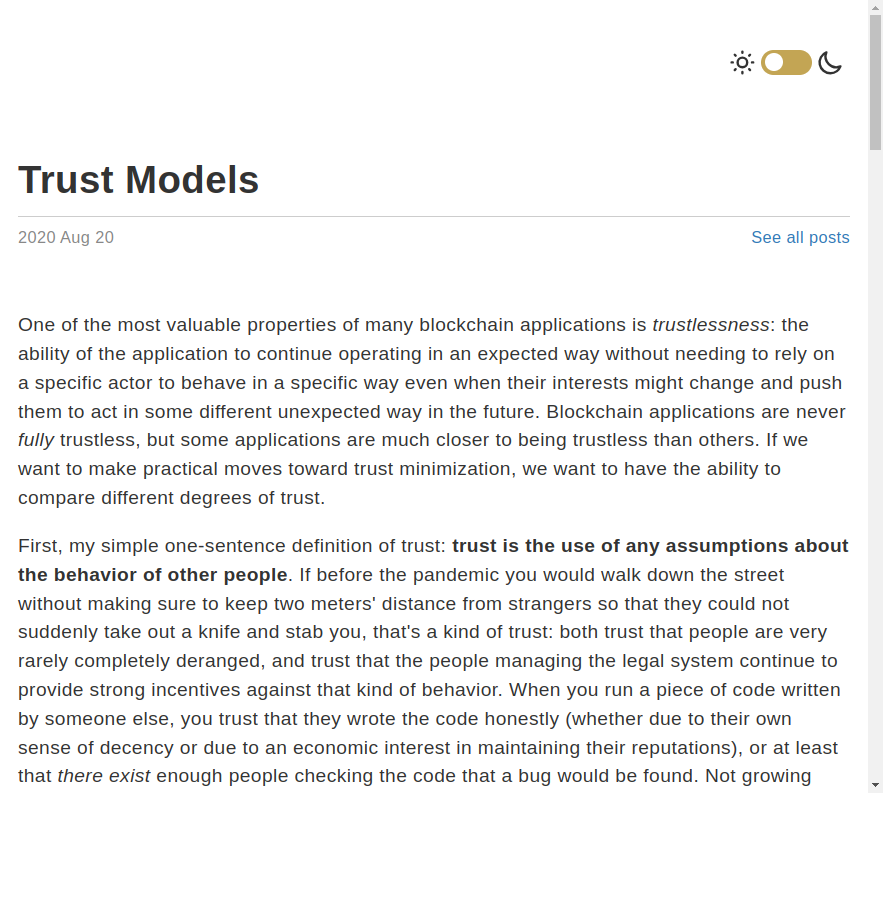 Trust Models
2020 Aug 20
See all posts
One of the most valuable properties of many blockchain applications is trustlessness: the
ability of the application to continue operating in an expected way without needing to rely on
a specific actor to behave in a specific way even when their interests might change and push
them to act in some different unexpected way in the future. Blockchain applications are never
fully trustless, but some applications are much closer to being trustless than others. If we
want to make practical moves toward trust minimization, we want to have the ability to
compare different degrees of trust.
First, my simple one-sentence definition of trust: trust is the use of any assumptions about
the behavior of other people. If before the pandemic you would walk down the street
without making sure to keep two meters' distance from strangers so that they could not
suddenly take out a knife and stab you, that's a kind of trust: both trust that people are very
rarely completely deranged, and trust that the people managing the legal system continue to
provide strong incentives against that kind of behavior. When you run a piece of code written
by someone else, you trust that they wrote the code honestly (whether due to their own
sense of decency or due to an economic interest in maintaining their reputations), or at least
that there exist enough people checking the code that a bug would be found. Not growing